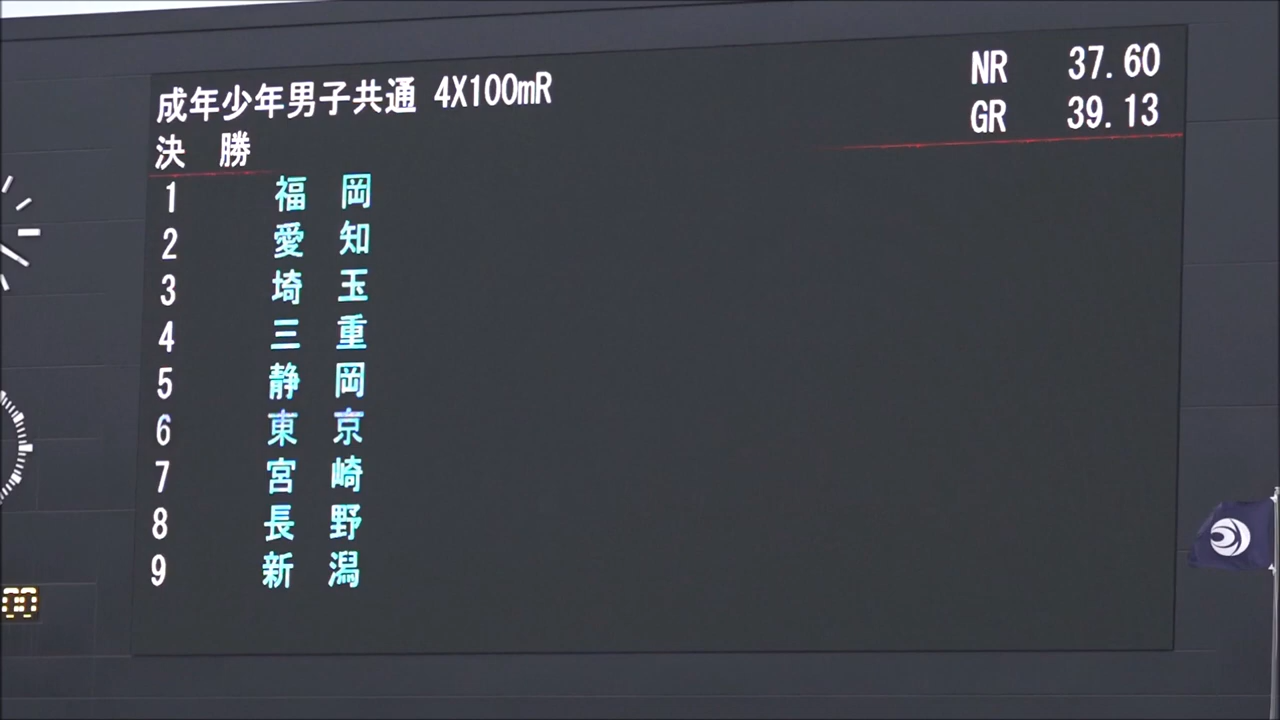 成年少年男子共通 4X100mR NR 37.60
決 勝 GR 39.13
1 福 岡
2 愛 知
3 埼 玉
4 三 重
5 静 岡
6 東 京
7 宮 崎
8 長 野
9 新 潟
00